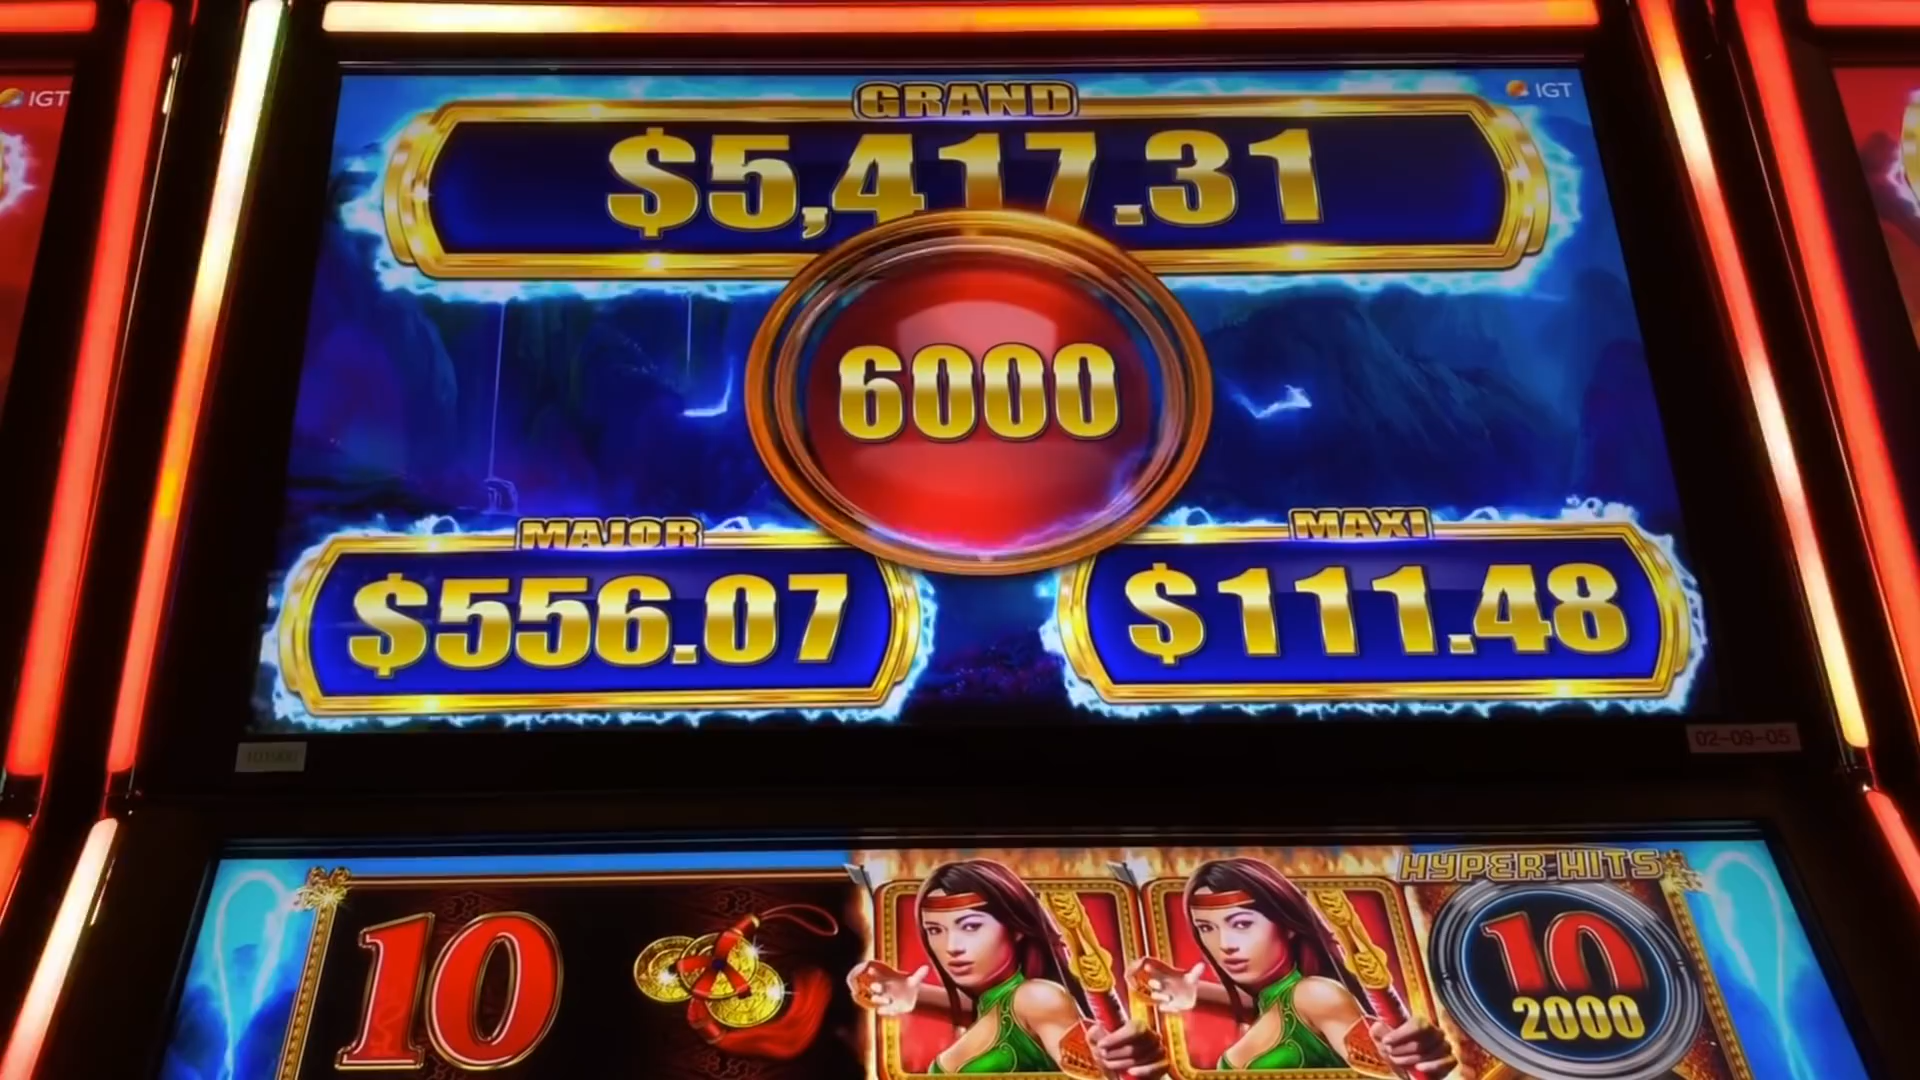 IGT
GRAND
IGT
$5,417.31
6000
MAJOR
MAXI
$556.07
$111.48
02-09-05
HYPER HITS
10
10
2000